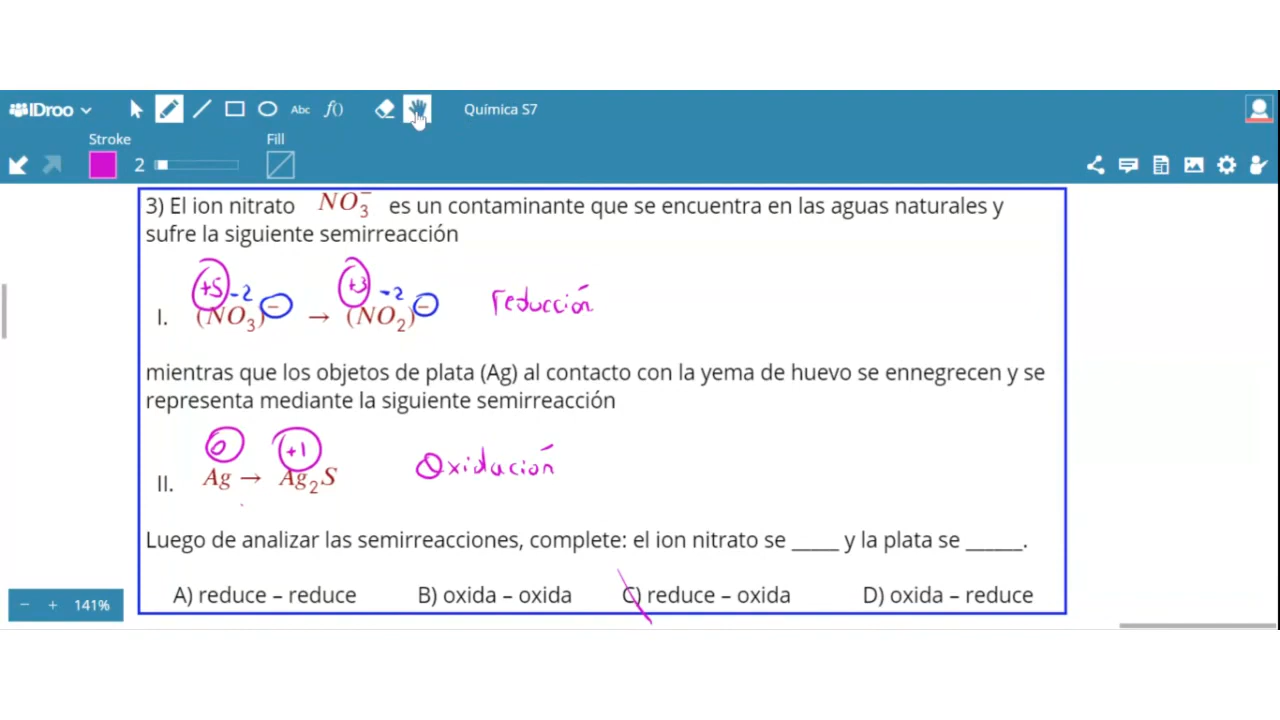 IDroo
Abc
f()
Química S7
Stroke
Fill
2
3) El ion nitrato NO₃⁻ es un contaminante que se encuentra en las aguas naturales y
sufre la siguiente semirreacción
+5 -2 +3 -2
I. (NO₃)⁻ → (NO₂)⁻ reducción
mientras que los objetos de plata (Ag) al contacto con la yema de huevo se ennegrecen y se
representa mediante la siguiente semirreacción
0 +1
II. Ag → Ag₂S Oxidación
Luego de analizar las semirreacciones, complete: el ion nitrato se _____ y la plata se ______.
A) reduce – reduce B) oxida – oxida C) reduce – oxida D) oxida – reduce
− + 141%